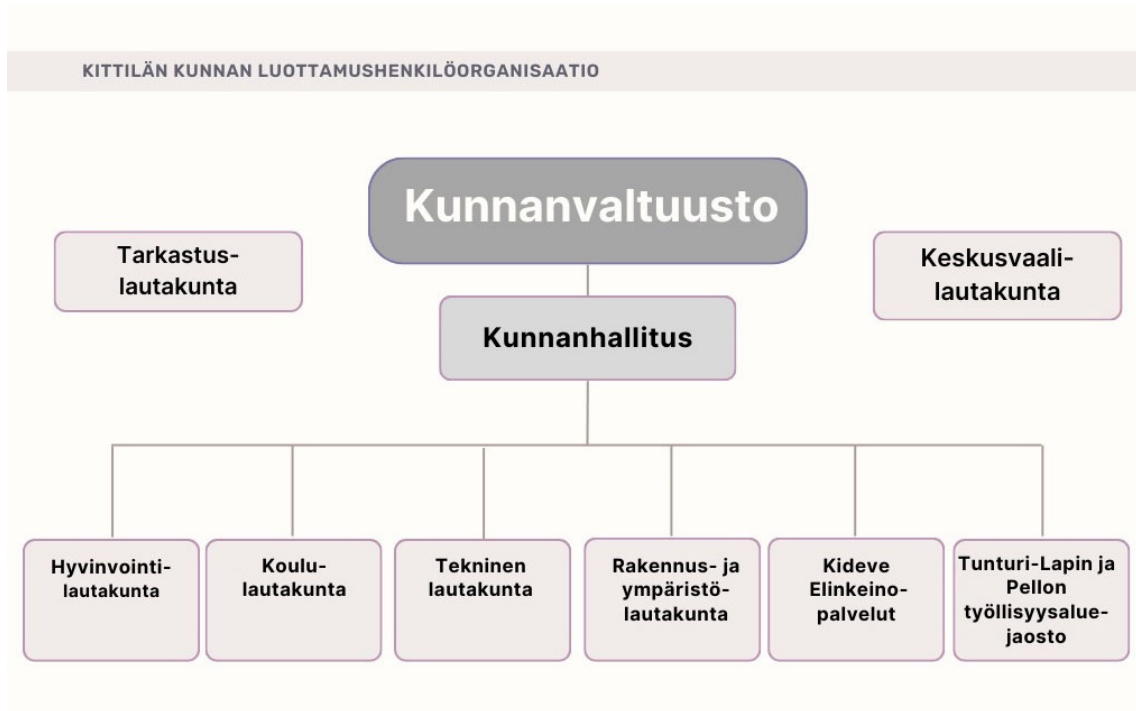 KITTILÄN KUNNAN LUOTTAMUSHENKILÖORGANISAATIO
Kunnanvaltuusto
Tarkastus-
lautakunta
Keskusvaali-
lautakunta
Kunnanhallitus
Hyvinvointi-
lautakunta
Koulu-
lautakunta
Tekninen
lautakunta
Rakennus- ja
ympäristö-
lautakunta
Kideve
Elinkeino-
palvelut
Tunturi-Lapin ja
Pellon
työllisyysalue-
jaosto